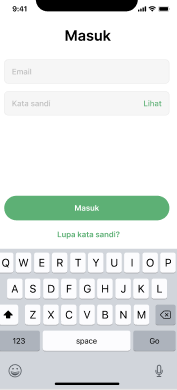 9:41
Masuk
Email
Kata sandi Lihat
Masuk
Lupa kata sandi?
Q W E R T Y U I O P
A S D F G H J K L
Z X C V B N M
123 space Go